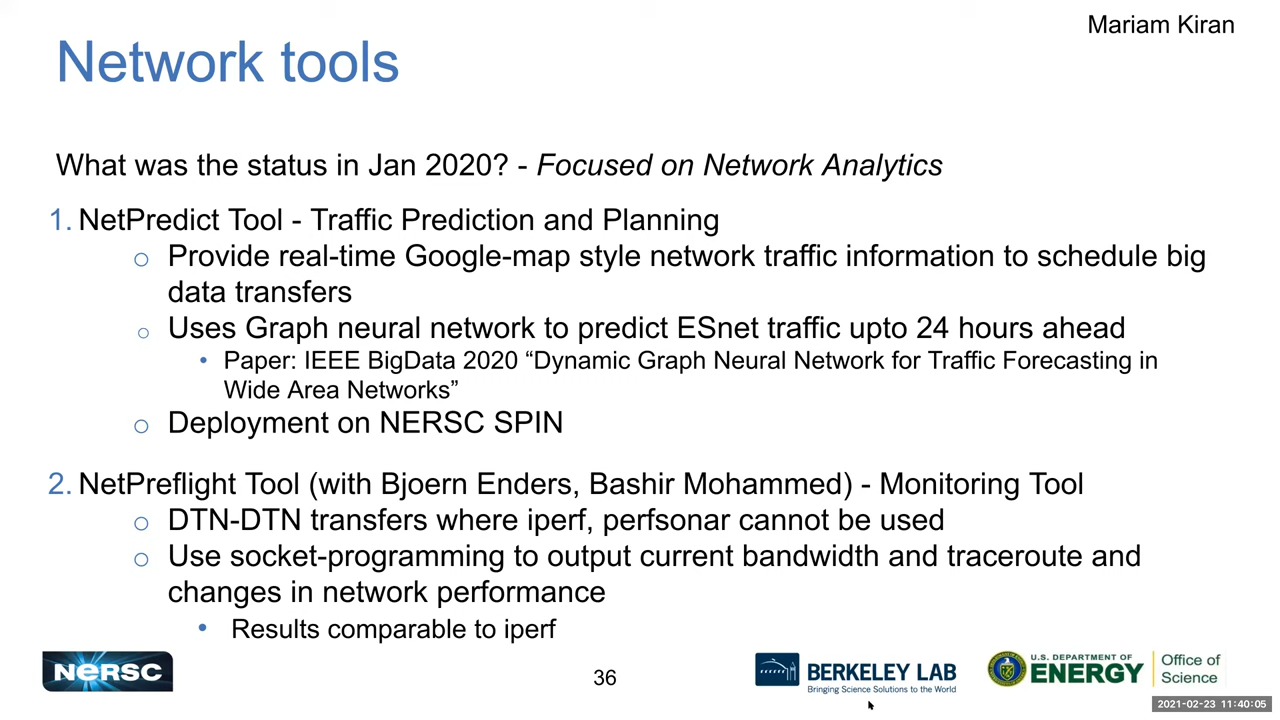 Mariam Kiran
Network tools
What was the status in Jan 2020? - Focused on Network Analytics
1. NetPredict Tool - Traffic Prediction and Planning
Provide real-time Google-map style network traffic information to schedule big
data transfers
Uses Graph neural network to predict ESnet traffic upto 24 hours ahead
Paper: IEEE BigData 2020 “Dynamic Graph Neural Network for Traffic Forecasting in
Wide Area Networks”
Deployment on NERSC SPIN
2. NetPreflight Tool (with Bjoern Enders, Bashir Mohammed) - Monitoring Tool
DTN-DTN transfers where iperf, perfsonar cannot be used
Use socket-programming to output current bandwidth and traceroute and
changes in network performance
Results comparable to iperf
NERSC
36
BERKELEY LAB
Bringing Science Solutions to the World
U.S. DEPARTMENT OF
ENERGY
Office of
Science
2021-02-23 11:40:05